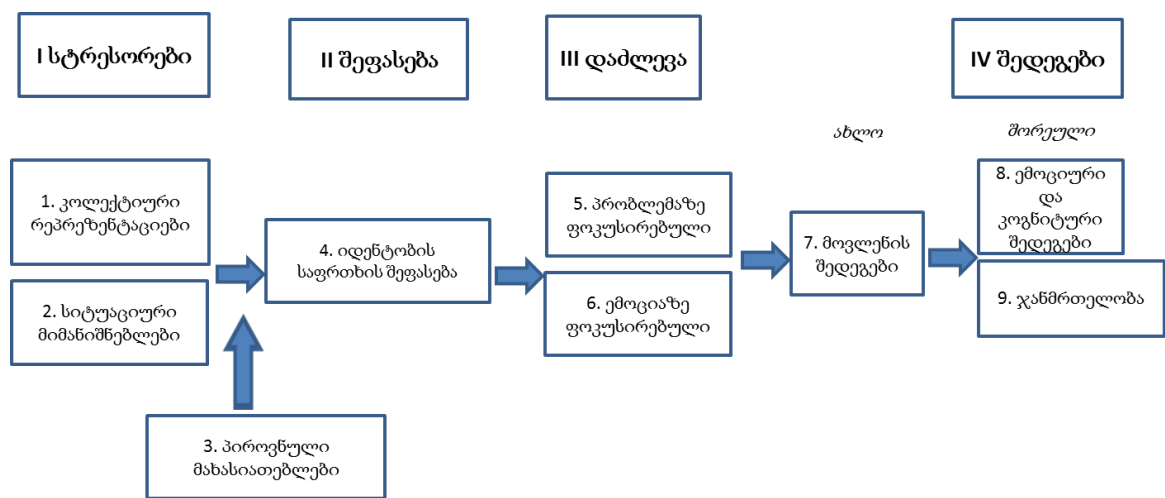 I სტრესორები
II შეფასება
III დაძლევა
IV შედეგები
ახლო
შორეული
1. კოლექტიური
რეპრეზენტაციები
2. სიტუაციური
მიმანიშნებლები
3. პიროვნული
მახასიათებლები
4. იდენტობის
საფრთხის შეფასება
5. პრობლემაზე
ფოკუსირებული
6. ემოციაზე
ფოკუსირებული
7. მოვლენის
შედეგები
8. ემოციური
და
კოგნიტური
შედეგები
9. ჯანმრთელობა